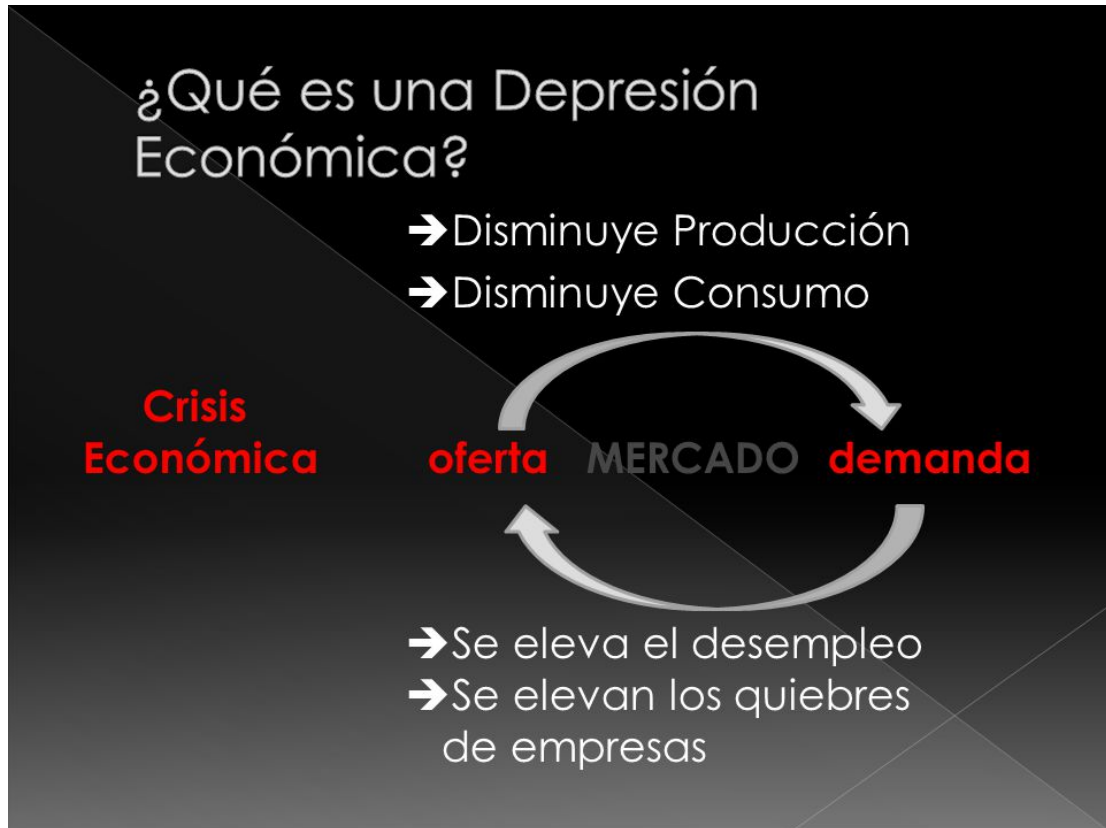 ¿Qué es una Depresión
Económica?
➔Disminuye Producción
➔Disminuye Consumo
Crisis
Económica
oferta MERCADO demanda
➔Se eleva el desempleo
➔Se elevan los quiebres
de empresas